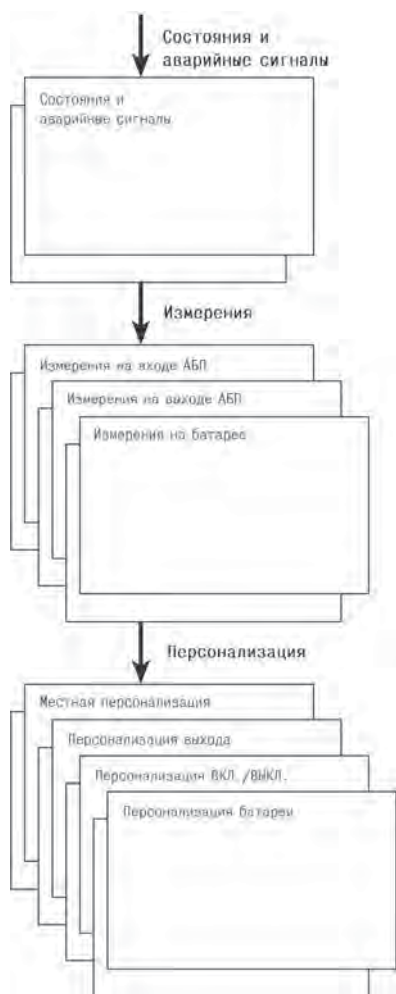 Состояния и
аварийные сигналы
Состояния и
аварийные сигналы
Измерения
Измерения на входе АБП
Измерения на выходе АБП
Измерения на батарее
Персонализация
Местная персонализация
Персонализация выхода
Персонализация ВКЛ./ВЫКЛ.
Персонализация батареи